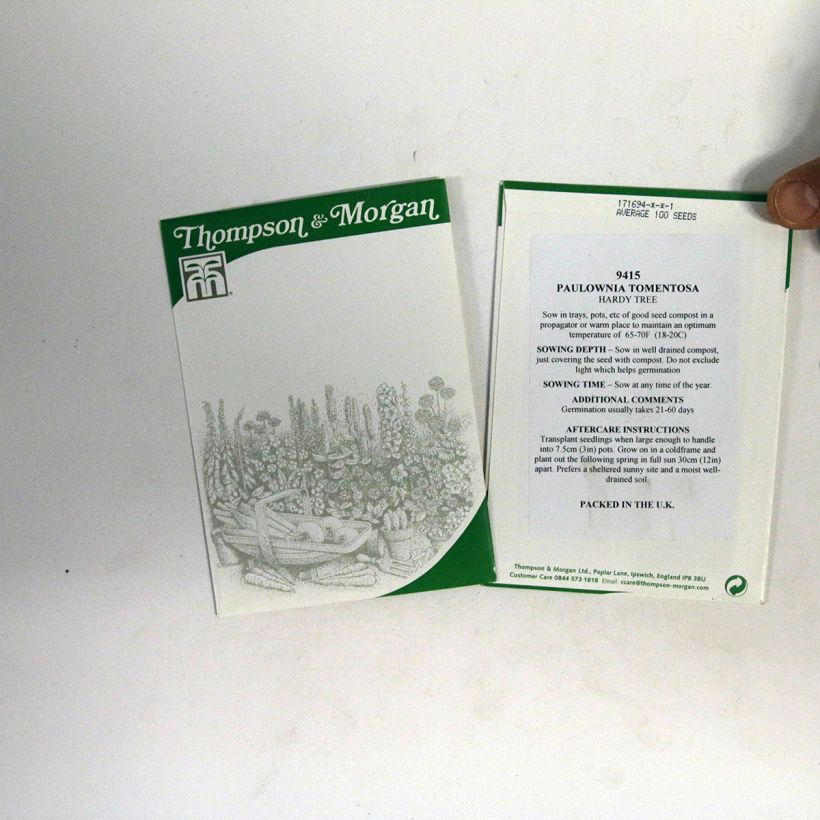 Thompson & Morgan
171694-x-x-1
AVERAGE 100 SEEDS
9415
PAULOWNIA TOMENTOSA
HARDY TREE
Sow in trays, pots, etc of good seed compost in a
propagator or warm place to maintain an optimum
temperature of 65-70F (18-20C)
SOWING DEPTH – Sow in well drained compost,
just covering the seed with compost. Do not exclude
light which helps germination
SOWING TIME – Sow at any time of the year.
ADDITIONAL COMMENTS
Germination usually takes 21-60 days
AFTERCARE INSTRUCTIONS
Transplant seedlings when large enough to handle
into 7.5cm (3in) pots. Grow on in a coldframe and
plant out the following spring in full sun 30cm (12in)
apart. Prefers a sheltered sunny site and a moist well-
drained soil.
PACKED IN THE U.K.
Thompson & Morgan Ltd., Poplar Lane, Ipswich, England IP8 3BU
Customer Care 0844 573 1818 Email: ccare@thompson-morgan.com